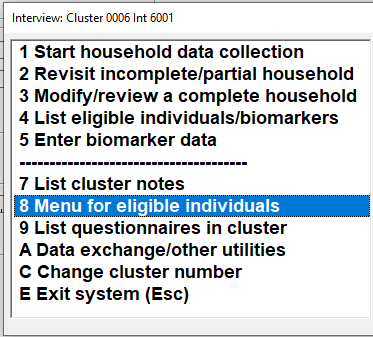 Interview: Cluster 0006 Int 6001
1 Start household data collection
2 Revisit incomplete/partial household
3 Modify/review a complete household
4 List eligible individuals/biomarkers
5 Enter biomarker data
------------------------------------
7 List cluster notes
8 Menu for eligible individuals
9 List questionnaires in cluster
A Data exchange/other utilities
C Change cluster number
E Exit system (Esc)